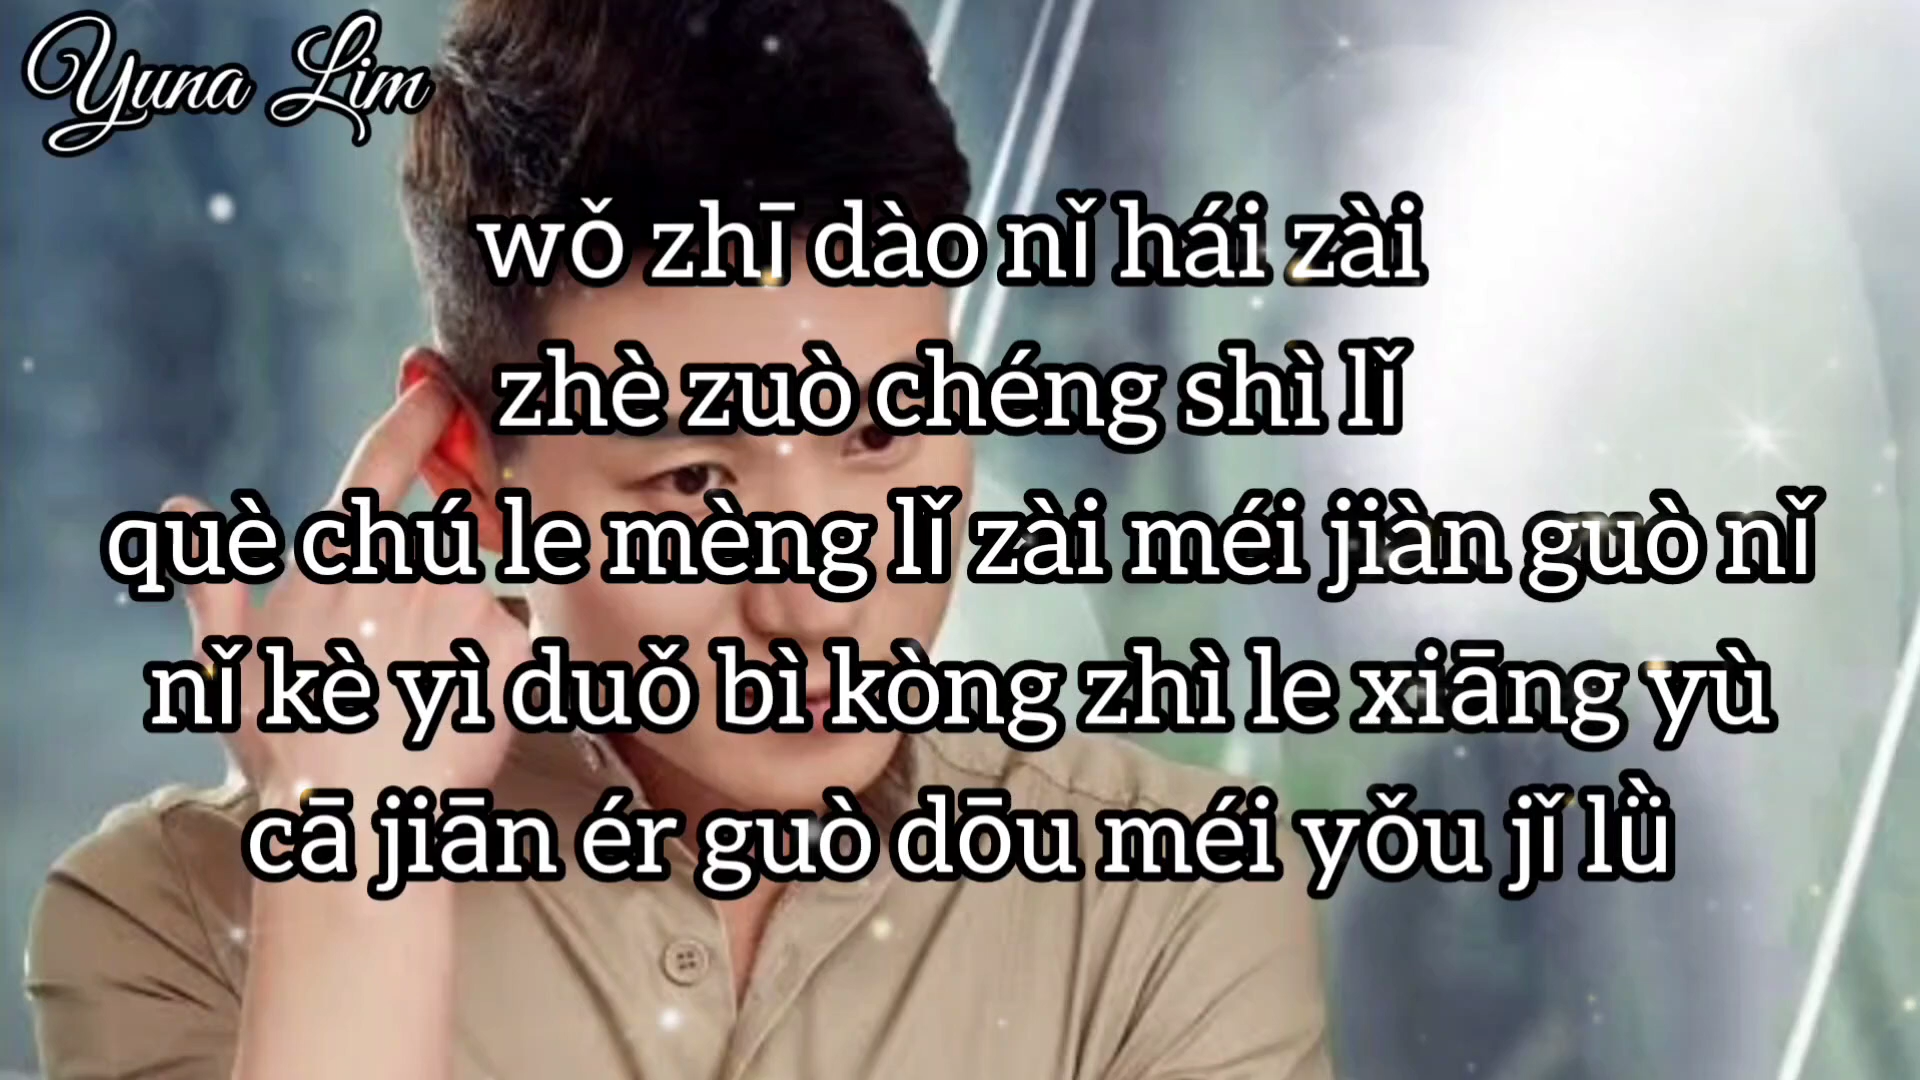 Yuna Lim
wǒ zhī dào nǐ hái zài
zhè zuò chéng shì lǐ
què chú le mèng lǐ zài méi jiàn guò nǐ
nǐ kè yì duǒ bì kòng zhì le xiāng yù
cā jiān ér guò dōu méi yǒu jǐ lǜ